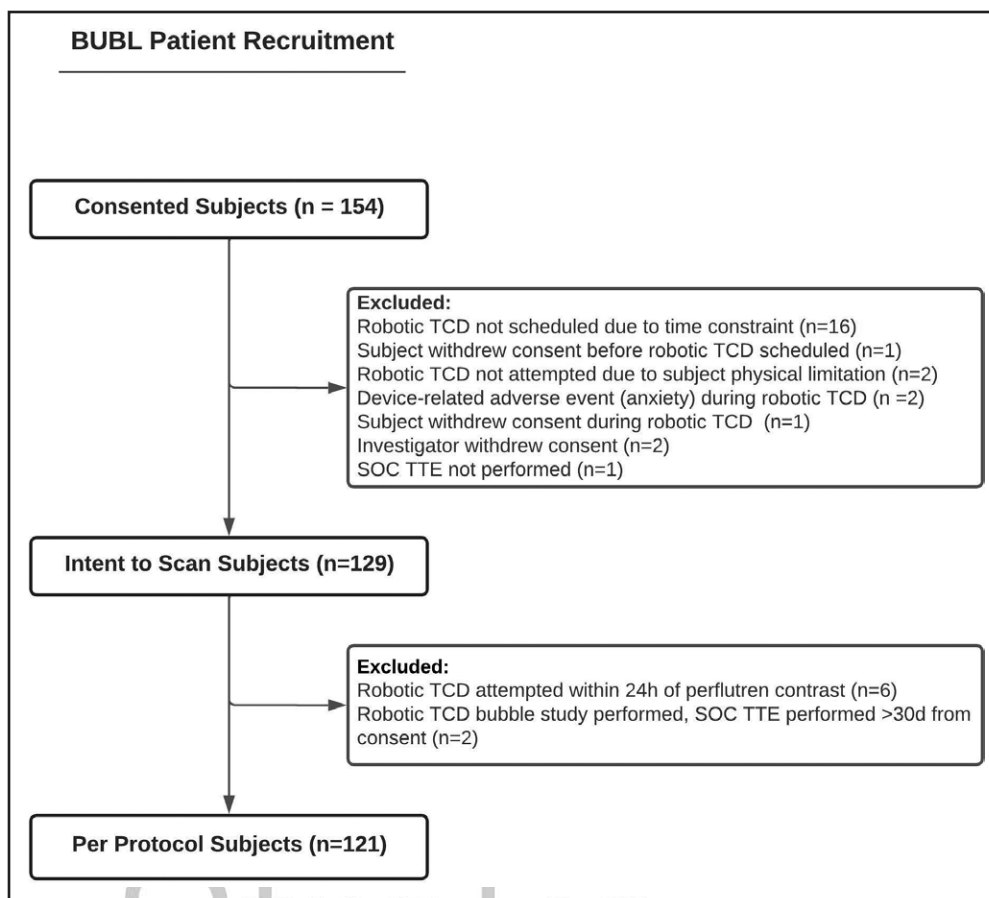 BUBL Patient Recruitment
Consented Subjects (n = 154)
Excluded:
Robotic TCD not scheduled due to time constraint (n=16)
Subject withdrew consent before robotic TCD scheduled (n=1)
Robotic TCD not attempted due to subject physical limitation (n=2)
Device-related adverse event (anxiety) during robotic TCD (n =2)
Subject withdrew consent during robotic TCD (n=1)
Investigator withdrew consent (n=2)
SOC TTE not performed (n=1)
Intent to Scan Subjects (n=129)
Excluded:
Robotic TCD attempted within 24h of perflutren contrast (n=6)
Robotic TCD bubble study performed, SOC TTE performed >30d from
consent (n=2)
Per Protocol Subjects (n=121)